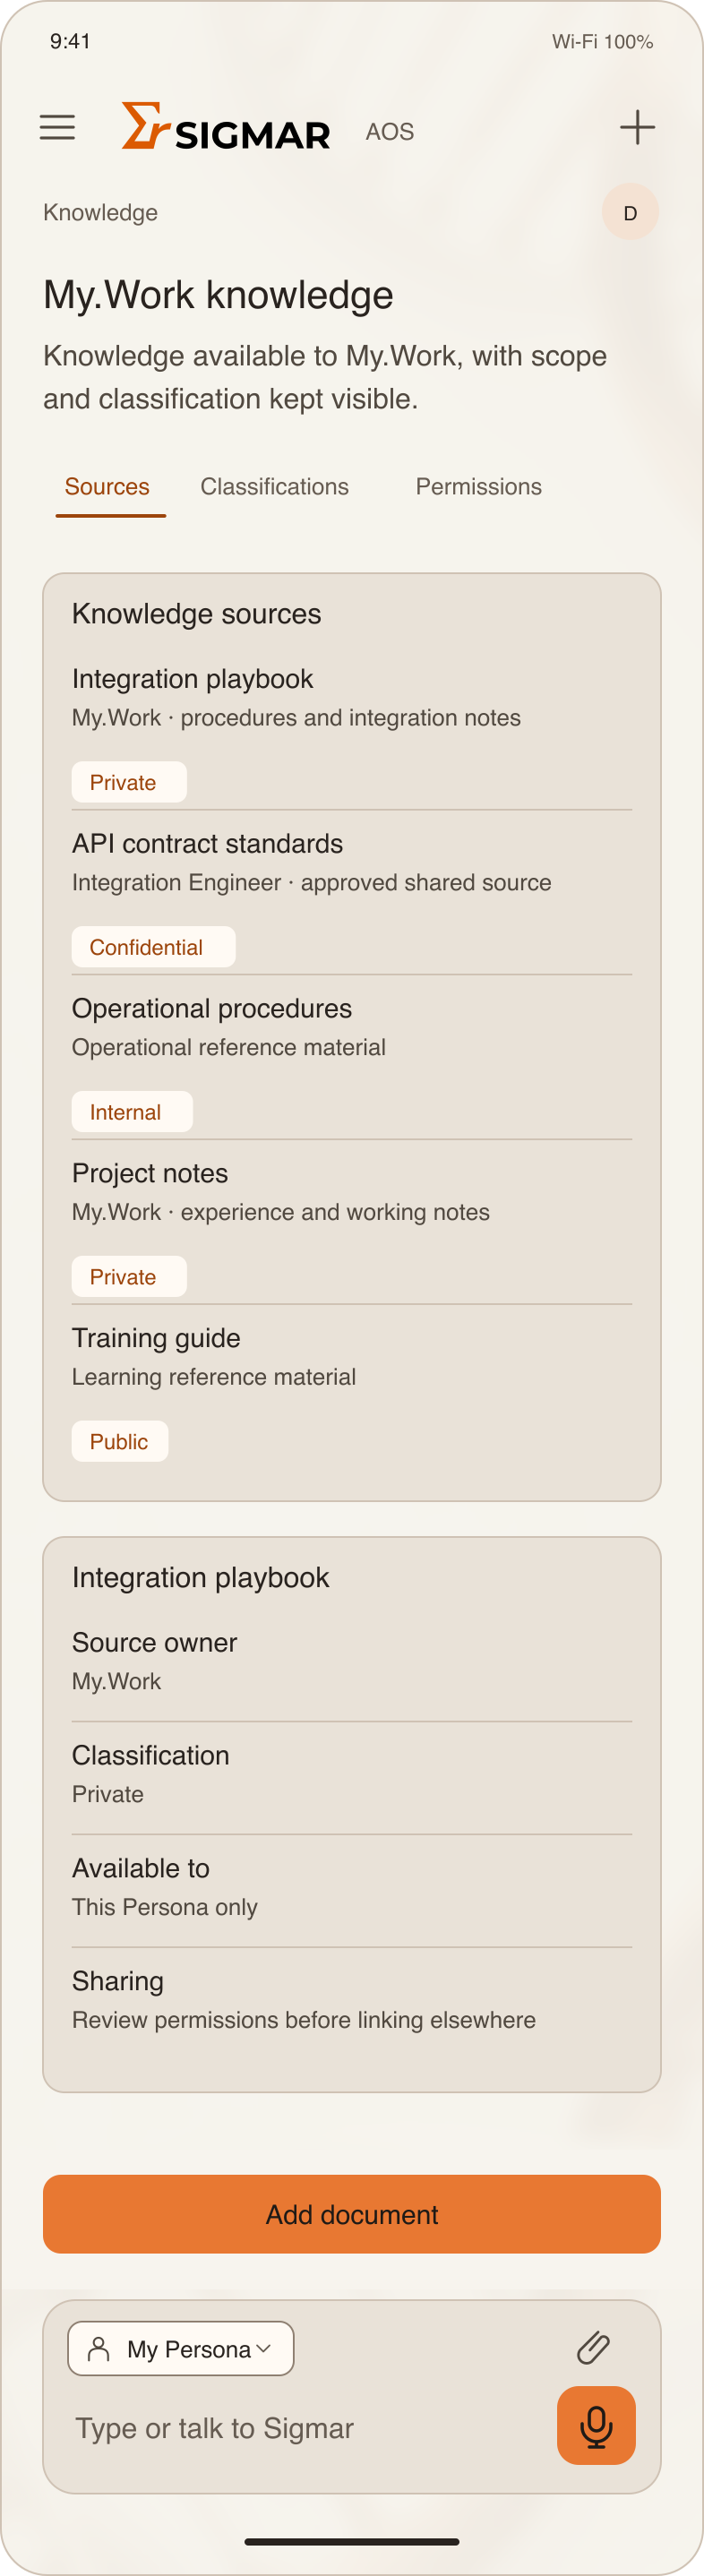 9:41
Wi-Fi 100%
Σr SIGMAR AOS
Knowledge
D
My.Work knowledge
Knowledge available to My.Work, with scope
and classification kept visible.
Sources Classifications Permissions
Knowledge sources
Integration playbook
My.Work · procedures and integration notes
Private
API contract standards
Integration Engineer · approved shared source
Confidential
Operational procedures
Operational reference material
Internal
Project notes
My.Work · experience and working notes
Private
Training guide
Learning reference material
Public
Integration playbook
Source owner
My.Work
Classification
Private
Available to
This Persona only
Sharing
Review permissions before linking elsewhere
Add document
My Persona
Type or talk to Sigmar